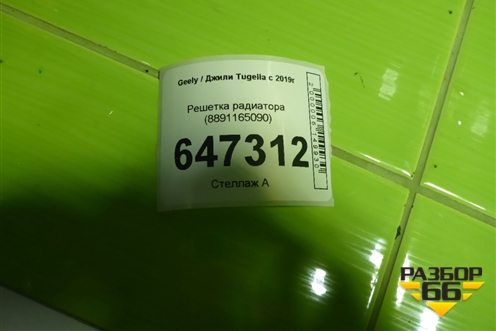 Geely / Джили Tugella с 2019г
Решетка радиатора
(8891165090)
647312
Стеллаж А
РАЗБОР
66